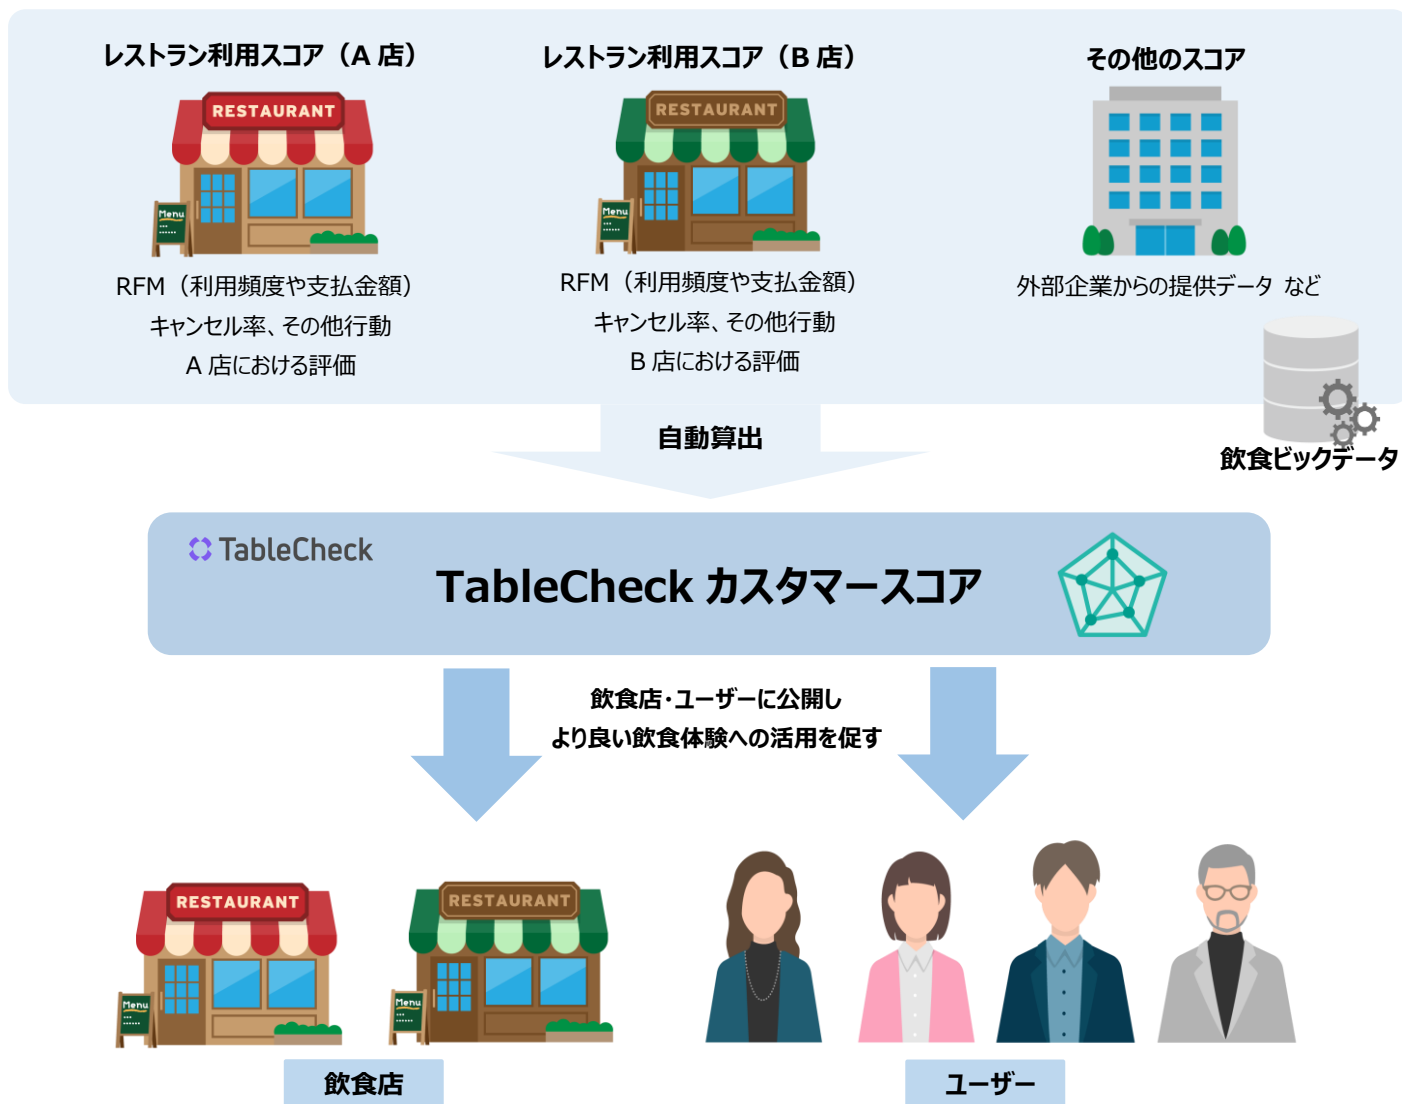 レストラン利用スコア（A 店）
RESTAURANT
Menu
RFM（利用頻度や支払金額）
キャンセル率、その他行動
A 店における評価
レストラン利用スコア（B 店）
RESTAURANT
Menu
RFM（利用頻度や支払金額）
キャンセル率、その他行動
B 店における評価
その他のスコア
外部企業からの提供データ など
飲食ビックデータ
自動算出
TableCheck
TableCheck カスタマースコア
飲食店・ユーザーに公開し
より良い飲食体験への活用を促す
RESTAURANT
Menu
RESTAURANT
Menu
飲食店
ユーザー